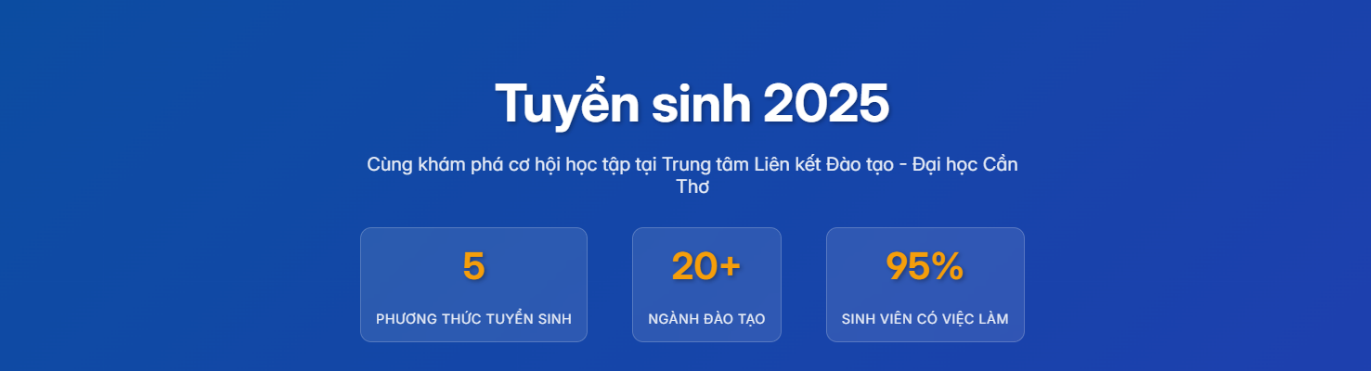 Tuyển sinh 2025
Cùng khám phá cơ hội học tập tại Trung tâm Liên kết Đào tạo - Đại học Cần
Thơ
5
PHƯƠNG THỨC TUYỂN SINH
20+
NGÀNH ĐÀO TẠO
95%
SINH VIÊN CÓ VIỆC LÀM